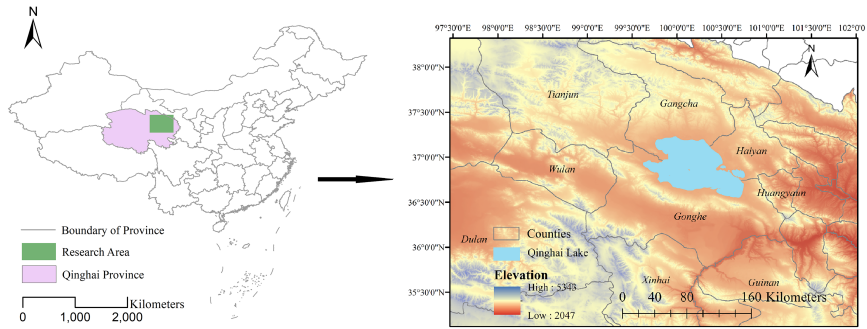 N
Boundary of Province
Research Area
Qinghai Province
Kilometers
0 1,000 2,000
97°30'0"E 98°0'0"E 98°30'0"E 99°0'0"E 99°30'0"E 100°0'0"E 100°30'0"E 101°0'0"E 101°30'0"E 102°0
N
38°0'0"N
37°30'0"N
37°0'0"N
36°30'0"N
36°0'0"N
35°30'0"N
Tianjun
Gangcha
Haiyan
Wulan
Huangyaun
Gonghe
Dulan
Xinhai
Guinan
Counties
Qinghai Lake
Elevation
High : 5343
Low : 2047
0 40 80 160 Kilometers